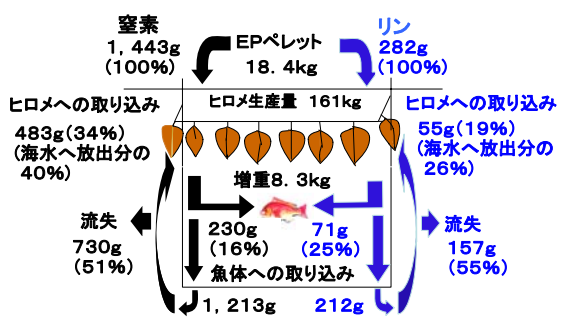 窒素
1,443g
(100%)
EPペレット
18.4kg
リン
282g
(100%)
ヒロメへの取り込み
483g(34%)
(海水へ放出分の
40%)
ヒロメ生産量 161kg
ヒロメへの取り込み
55g(19%)
(海水へ放出分の
26%)
増重8.3kg
流失
730g
(51%)
230g
(16%)
71g
(25%)
流失
157g
(55%)
魚体への取り込み
1,213g
212g